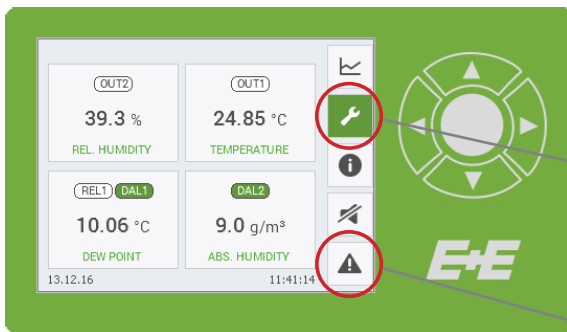 OUT2
39.3 %
REL. HUMIDITY
OUT1
24.85 °C
TEMPERATURE
REL1 DAL1
10.06 °C
DEW POINT
DAL2
9.0 g/m³
ABS. HUMIDITY
13.12.16 11:41:14
E+E